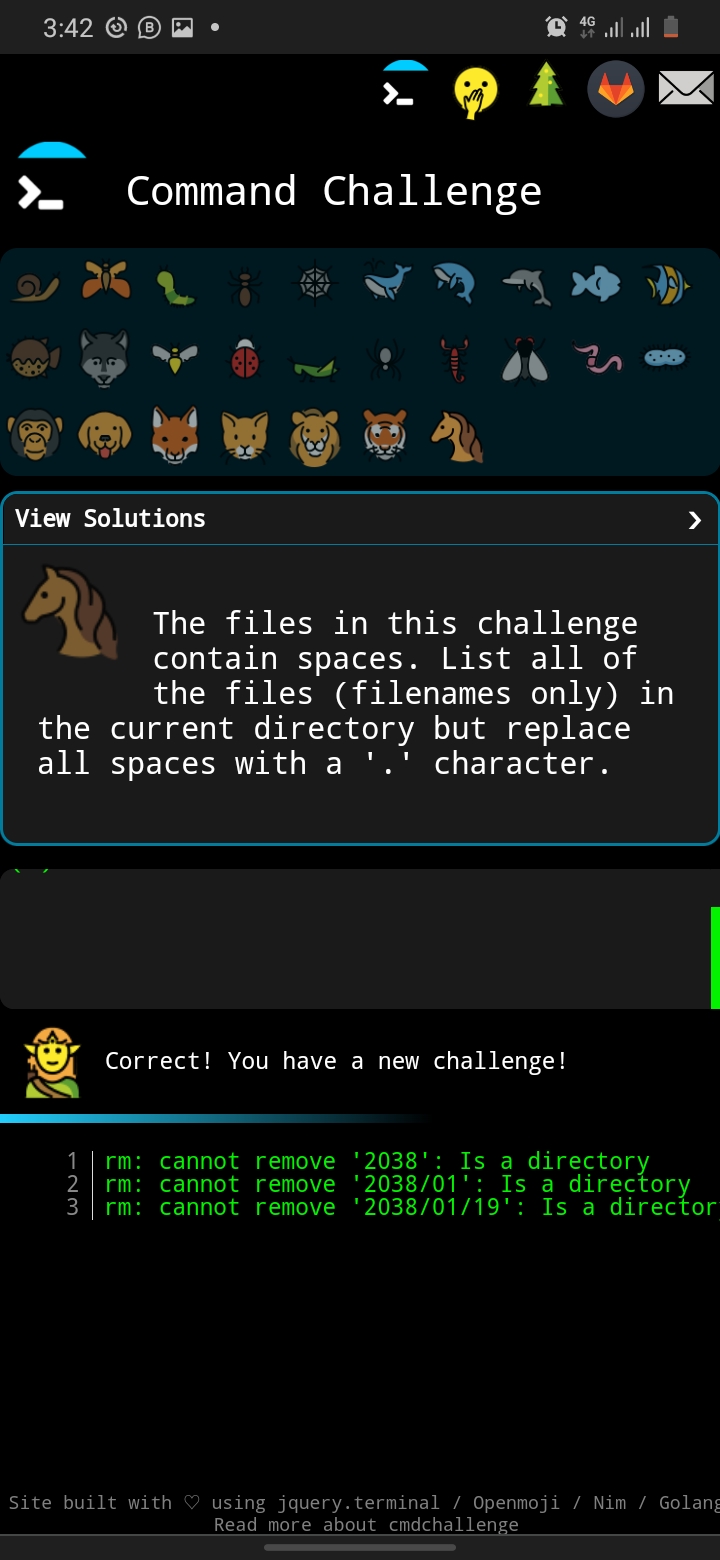 3:42
4G
Command Challenge
View Solutions
The files in this challenge
contain spaces. List all of
the files (filenames only) in
the current directory but replace
all spaces with a '.' character.
Correct! You have a new challenge!
1 rm: cannot remove '2038': Is a directory
2 rm: cannot remove '2038/01': Is a directory
3 rm: cannot remove '2038/01/19': Is a director
Site built with ♡ using jquery.terminal / Openmoji / Nim / Golang
Read more about cmdchallenge